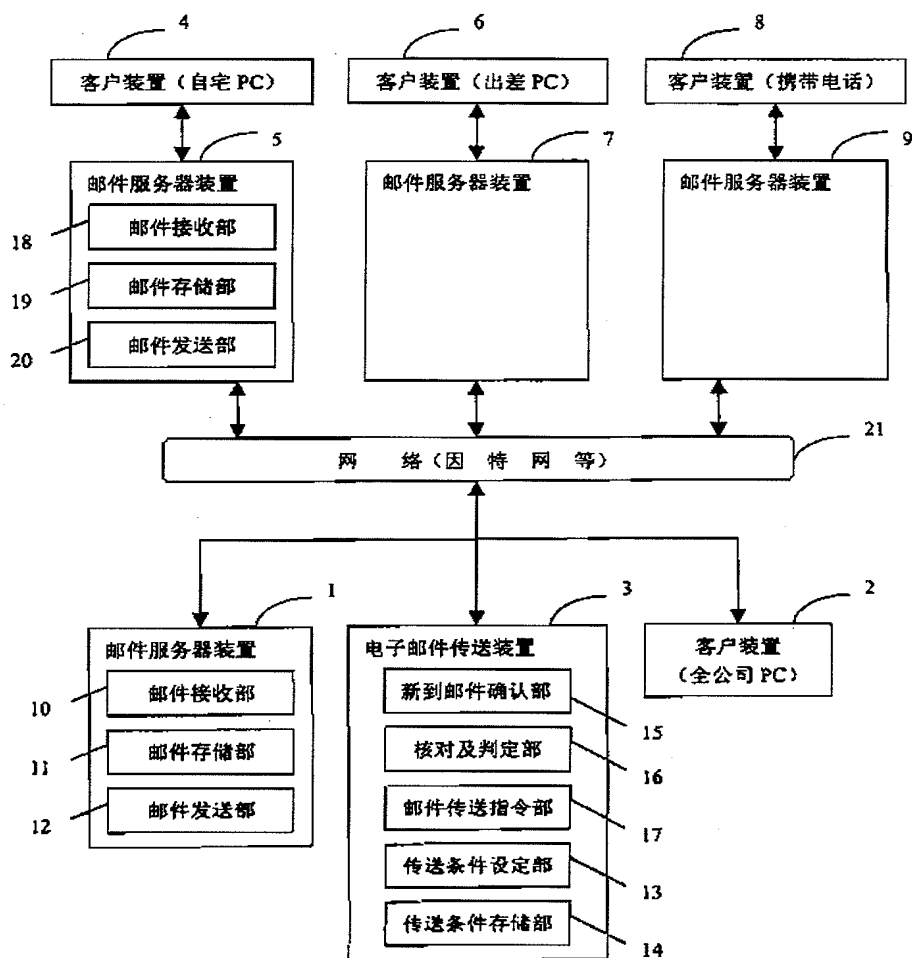 4
6
8
客户装置（自宅 PC）
客户装置（出差 PC）
客户装置（携带电话）
5
7
9
邮件服务器装置
邮件接收部
18
邮件存储部
19
邮件发送部
20
邮件服务器装置
邮件服务器装置
网 络（因 特 网 等）
21
1
邮件服务器装置
邮件接收部
10
邮件存储部
11
邮件发送部
12
3
电子邮件传送装置
新到邮件确认部
15
核对及判定部
16
邮件传送指令部
17
传送条件设定部
13
传送条件存储部
14
2
客户装置
（全公司 PC）